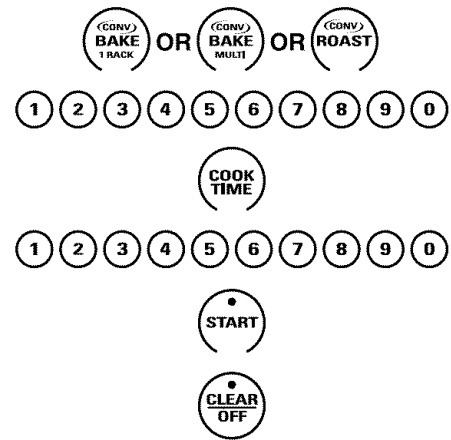 CONV BAKE 1 RACK OR CONV BAKE MULTI OR CONV ROAST
1 2 3 4 5 6 7 8 9 0
COOK TIME
1 2 3 4 5 6 7 8 9 0
START
CLEAR OFF